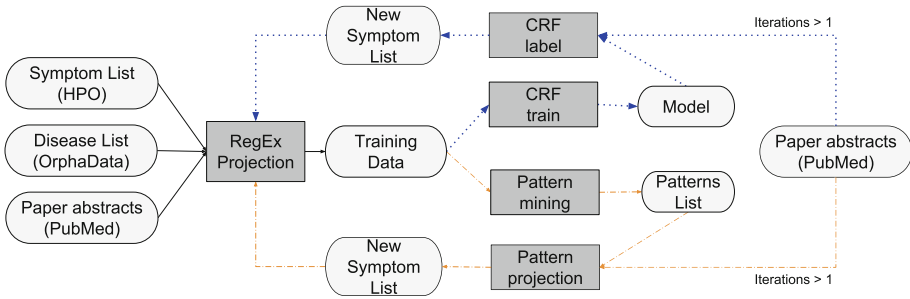 New
Symptom
List
CRF
label
Iterations > 1
Symptom List
(HPO)
CRF
train
Model
Disease List
(OrphaData)
RegEx
Projection
Training
Data
Paper abstracts
(PubMed)
Paper abstracts
(PubMed)
Pattern
mining
Patterns
List
New
Symptom
List
Pattern
projection
Iterations > 1